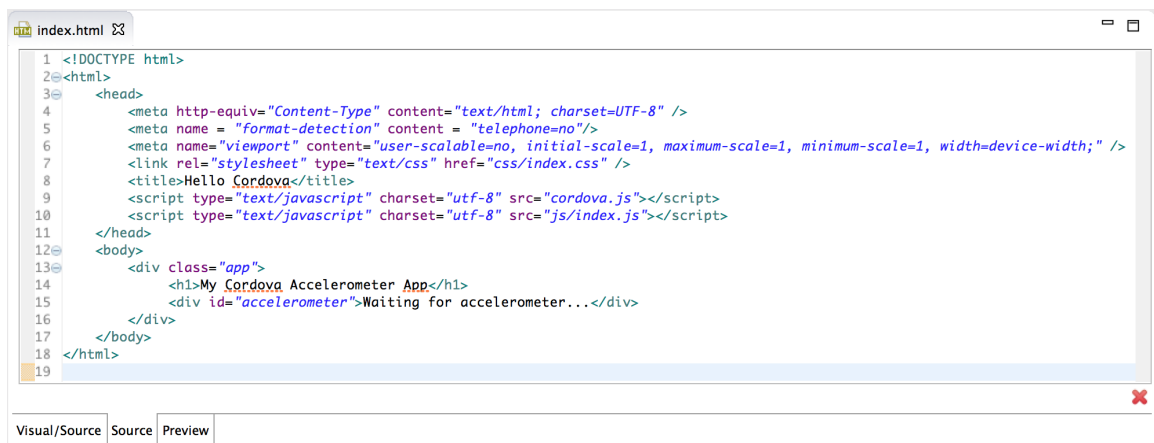 index.html
1 <!DOCTYPE html>
2 <html>
3     <head>
4         <meta http-equiv="Content-Type" content="text/html; charset=UTF-8" />
5         <meta name = "format-detection" content = "telephone=no"/>
6         <meta name="viewport" content="user-scalable=no, initial-scale=1, maximum-scale=1, minimum-scale=1, width=device-width;" />
7         <link rel="stylesheet" type="text/css" href="css/index.css" />
8         <title>Hello Cordova</title>
9         <script type="text/javascript" charset="utf-8" src="cordova.js"></script>
10         <script type="text/javascript" charset="utf-8" src="js/index.js"></script>
11     </head>
12     <body>
13         <div class="app">
14              <h1>My Cordova Accelerometer App</h1>
15              <div id="accelerometer">Waiting for accelerometer...</div>
16         </div>
17     </body>
18 </html>
19
Visual/Source Source Preview